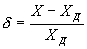 δ = (X − X_Д) / X_Д